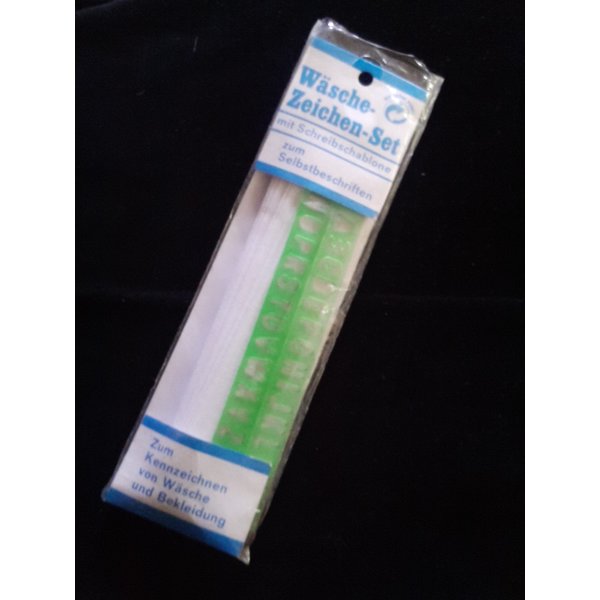 Wäsche-
Zeichen-Set
mit Schreibschablone
zum
Selbstbeschriften
Zum
Kennzeichnen
von Wäsche
und Bekleidung